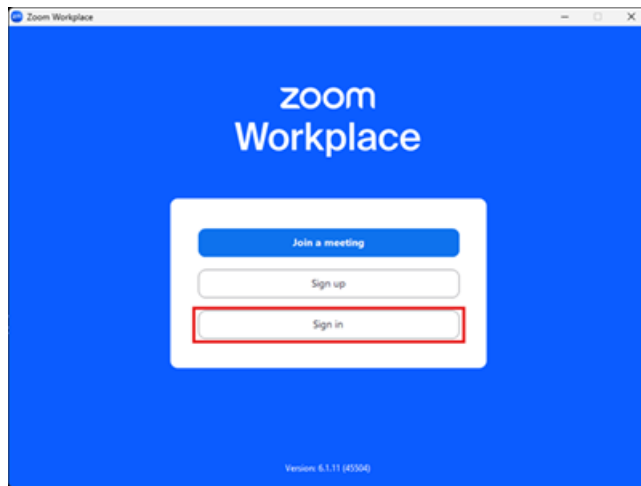 Zoom Workplace
zoom
Workplace
Join a meeting
Sign up
Sign in
Version: 6.1.11 (45504)